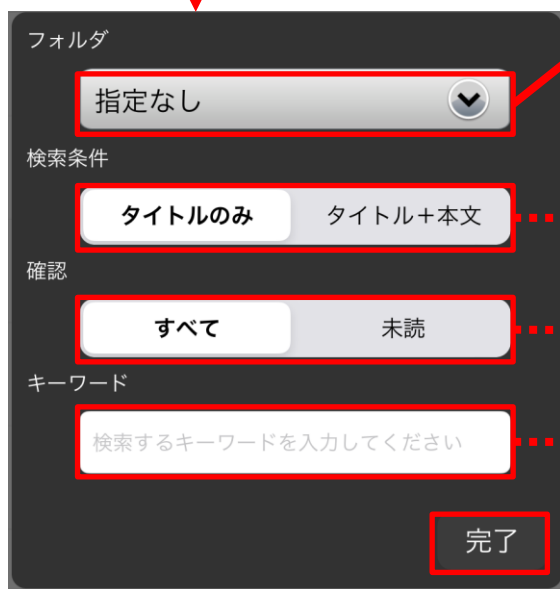 フォルダ
指定なし
検索条件
タイトルのみ タイトル+本文
確認
すべて 未読
キーワード
検索するキーワードを入力してください
完了